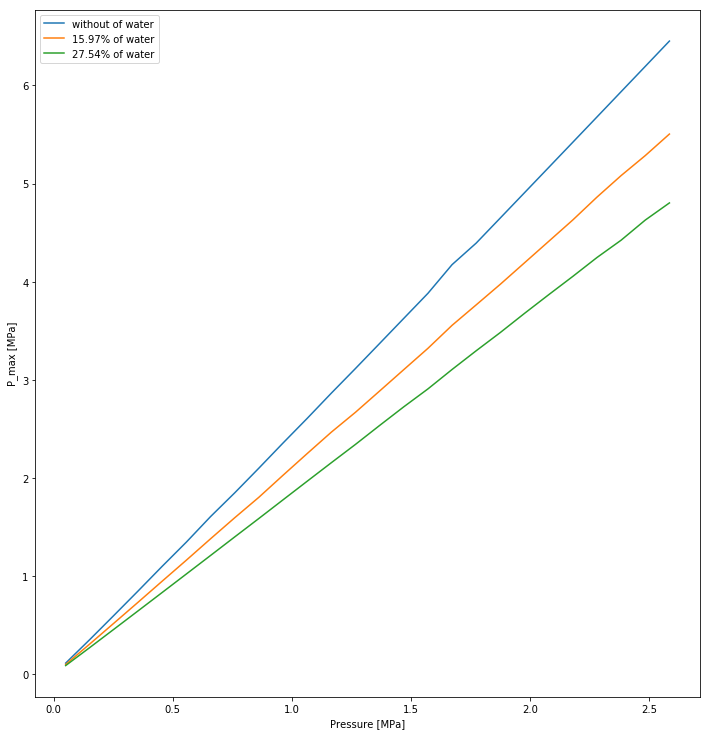 without of water
15.97% of water
27.54% of water
6
5
4
3
2
1
0
P_max [MPa]
0.0 0.5 1.0 1.5 2.0 2.5
Pressure [MPa]